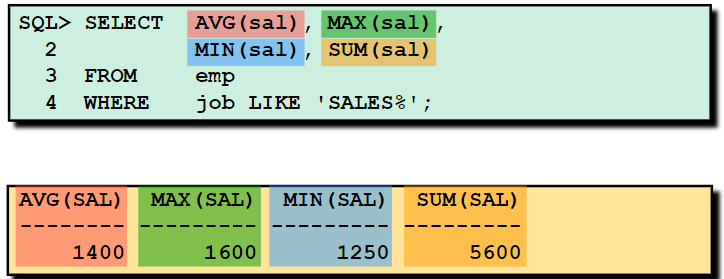 SQL> SELECT AVG(sal), MAX(sal),
2 MIN(sal), SUM(sal)
3 FROM emp
4 WHERE job LIKE 'SALES%';
AVG(SAL) MAX(SAL) MIN(SAL) SUM(SAL)
-------- --------- --------- ---------
1400 1600 1250 5600